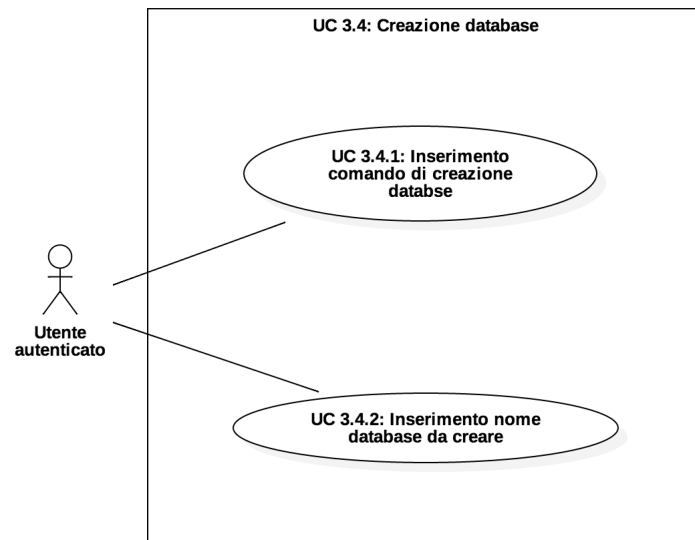 UC 3.4: Creazione database
UC 3.4.1: Inserimento
comando di creazione
databse
Utente
autenticato
UC 3.4.2: Inserimento nome
database da creare